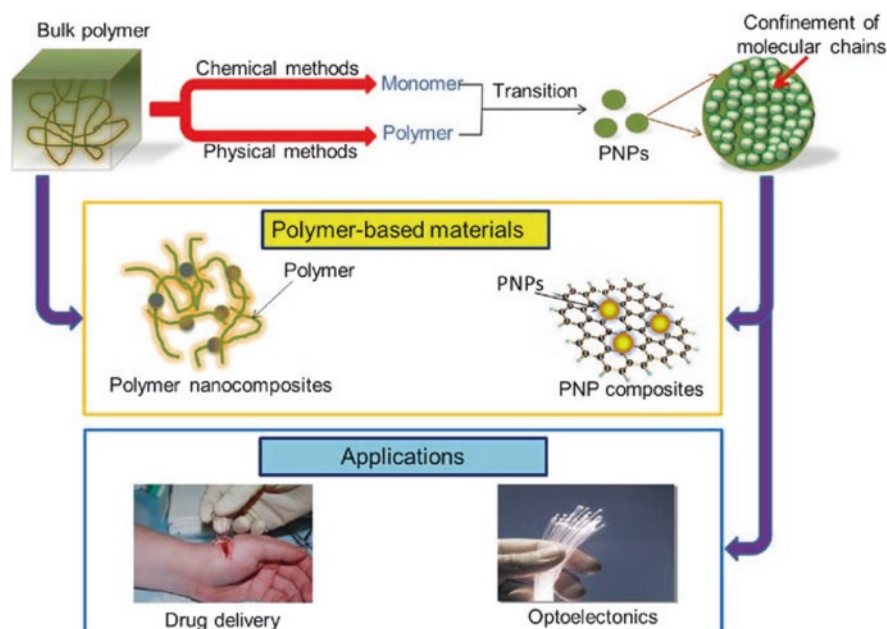 Bulk polymer
Chemical methods
Physical methods
Monomer
Polymer
Transition
PNPs
Confinement of
molecular chains
Polymer-based materials
Polymer
Polymer nanocomposites
PNPs
PNP composites
Applications
Drug delivery
Optoelectonics